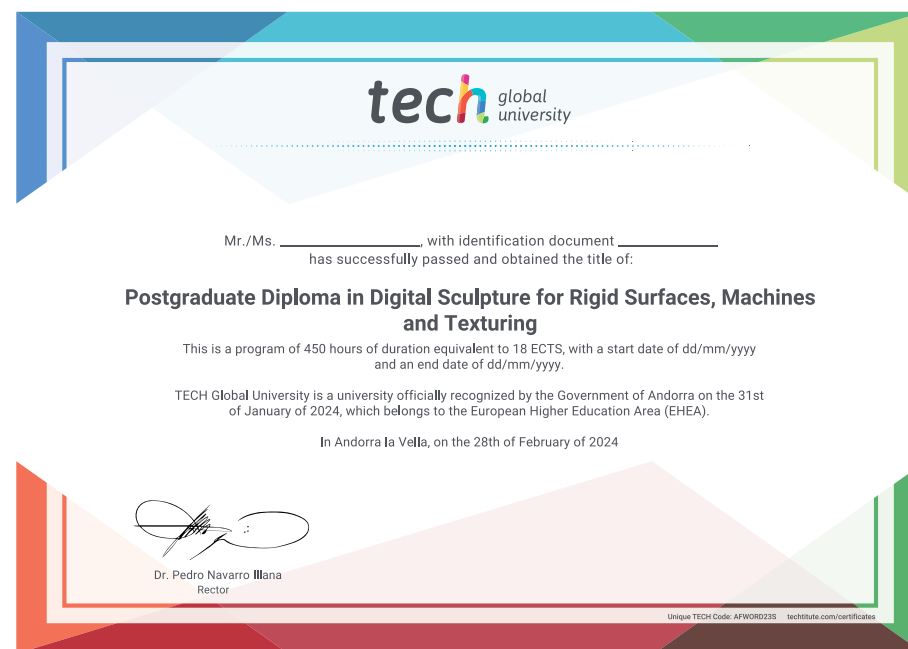 tech global university
Mr./Ms. ____________, with identification document ____________
has successfully passed and obtained the title of:
Postgraduate Diploma in Digital Sculpture for Rigid Surfaces, Machines
and Texturing
This is a program of 450 hours of duration equivalent to 18 ECTS, with a start date of dd/mm/yyyy
and an end date of dd/mm/yyyy.
TECH Global University is a university officially recognized by the Government of Andorra on the 31st
of January of 2024, which belongs to the European Higher Education Area (EHEA).
In Andorra la Vella, on the 28th of February of 2024
Dr. Pedro Navarro Illana
Rector
Unique TECH Code: AFWORD23S techtitute.com/certificates